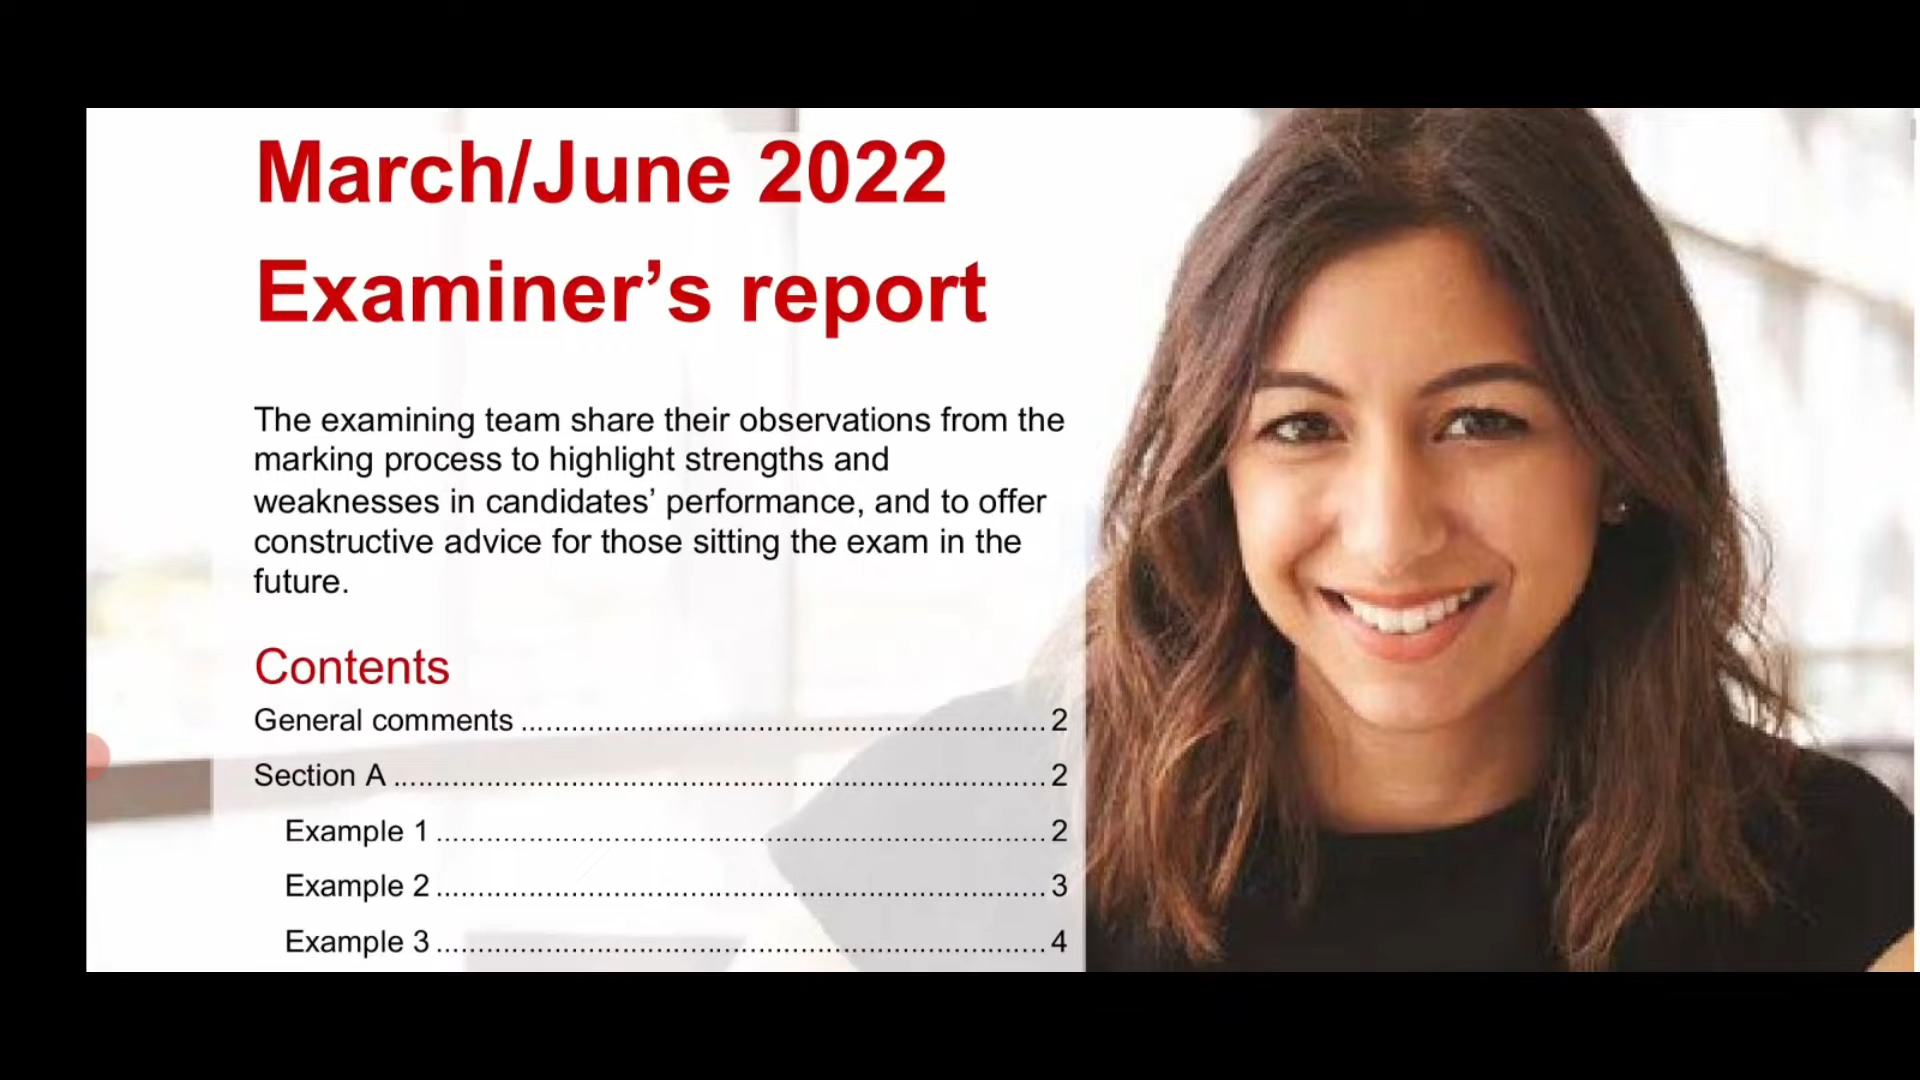 March/June 2022
Examiner’s report
The examining team share their observations from the
marking process to highlight strengths and
weaknesses in candidates’ performance, and to offer
constructive advice for those sitting the exam in the
future.
Contents
General comments ............................................................... 2
Section A ............................................................................... 2
Example 1 .......................................................................... 2
Example 2 .......................................................................... 3
Example 3 .......................................................................... 4